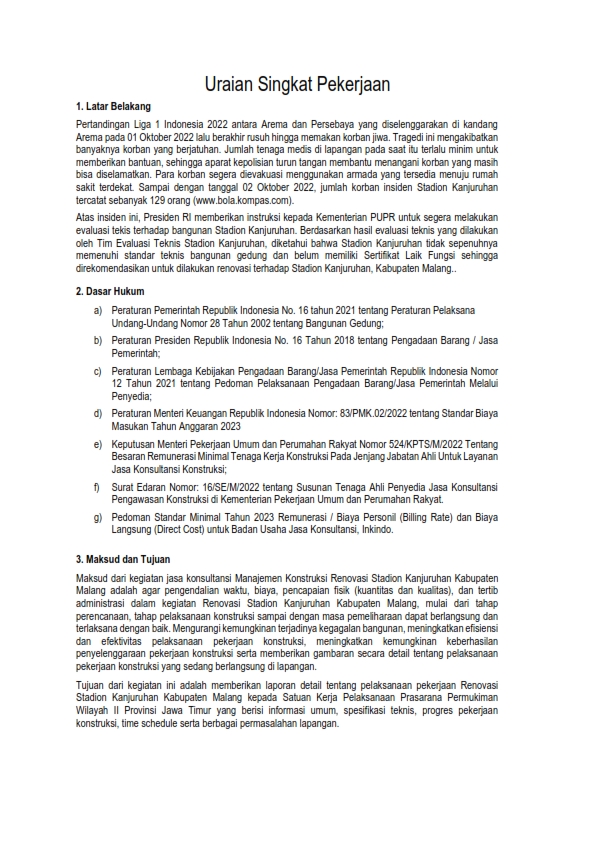 Uraian Singkat Pekerjaan
1. Latar Belakang
Pertandingan Liga 1 Indonesia 2022 antara Arema dan Persebaya yang diselenggarakan di kandang
Arema pada 01 Oktober 2022 lalu berakhir rusuh hingga memakan korban jiwa. Tragedi ini mengakibatkan
banyaknya korban yang berjatuhan. Jumlah tenaga medis di lapangan pada saat itu terlalu minim untuk
memberikan bantuan, sehingga aparat kepolisian turun tangan membantu menangani korban yang masih
bisa diselamatkan. Para korban segera dievakuasi menggunakan armada yang tersedia menuju rumah
sakit terdekat. Sampai dengan tanggal 02 Oktober 2022, jumlah korban insiden Stadion Kanjuruhan
tercatat sebanyak 129 orang (www.bola.kompas.com).
Atas insiden ini, Presiden RI memberikan instruksi kepada Kementerian PUPR untuk segera melakukan
evaluasi tekis terhadap bangunan Stadion Kanjuruhan. Berdasarkan hasil evaluasi teknis yang dilakukan
oleh Tim Evaluasi Teknis Stadion Kanjuruhan, diketahui bahwa Stadion Kanjuruhan tidak sepenuhnya
memenuhi standar teknis bangunan gedung dan belum memiliki Sertifikat Laik Fungsi sehingga
direkomendasikan untuk dilakukan renovasi terhadap Stadion Kanjuruhan, Kabupaten Malang..
2. Dasar Hukum
a) Peraturan Pemerintah Republik Indonesia No. 16 tahun 2021 tentang Peraturan Pelaksana
Undang-Undang Nomor 28 Tahun 2002 tentang Bangunan Gedung;
b) Peraturan Presiden Republik Indonesia No. 16 Tahun 2018 tentang Pengadaan Barang / Jasa
Pemerintah;
c) Peraturan Lembaga Kebijakan Pengadaan Barang/Jasa Pemerintah Republik Indonesia Nomor
12 Tahun 2021 tentang Pedoman Pelaksanaan Pengadaan Barang/Jasa Pemerintah Melalui
Penyedia;
d) Peraturan Menteri Keuangan Republik Indonesia Nomor: 83/PMK.02/2022 tentang Standar Biaya
Masukan Tahun Anggaran 2023
e) Keputusan Menteri Pekerjaan Umum dan Perumahan Rakyat Nomor 524/KPTS/M/2022 Tentang
Besaran Remunerasi Minimal Tenaga Kerja Konstruksi Pada Jenjang Jabatan Ahli Untuk Layanan
Jasa Konsultansi Konstruksi;
f) Surat Edaran Nomor: 16/SE/M/2022 tentang Susunan Tenaga Ahli Penyedia Jasa Konsultansi
Pengawasan Konstruksi di Kementerian Pekerjaan Umum dan Perumahan Rakyat.
g) Pedoman Standar Minimal Tahun 2023 Remunerasi / Biaya Personil (Billing Rate) dan Biaya
Langsung (Direct Cost) untuk Badan Usaha Jasa Konsultansi, Inkindo.
3. Maksud dan Tujuan
Maksud dari kegiatan jasa konsultansi Manajemen Konstruksi Renovasi Stadion Kanjuruhan Kabupaten
Malang adalah agar pengendalian waktu, biaya, pencapaian fisik (kuantitas dan kualitas), dan tertib
administrasi dalam kegiatan Renovasi Stadion Kanjuruhan Kabupaten Malang, mulai dari tahap
perencanaan, tahap pelaksanaan konstruksi sampai dengan masa pemeliharaan dapat berlangsung dan
terlaksana dengan baik. Mengurangi kemungkinan terjadinya kegagalan bangunan, meningkatkan efisiensi
dan efektivitas pelaksanaan pekerjaan konstruksi, meningkatkan kemungkinan keberhasilan
penyelenggaraan pekerjaan konstruksi serta memberikan gambaran secara detail tentang pelaksanaan
pekerjaan konstruksi yang sedang berlangsung di lapangan.
Tujuan dari kegiatan ini adalah memberikan laporan detail tentang pelaksanaan pekerjaan Renovasi
Stadion Kanjuruhan Kabupaten Malang kepada Satuan Kerja Pelaksanaan Prasarana Permukiman
Wilayah II Provinsi Jawa Timur yang berisi informasi umum, spesifikasi teknis, progres pekerjaan
konstruksi, time schedule serta berbagai permasalahan lapangan.